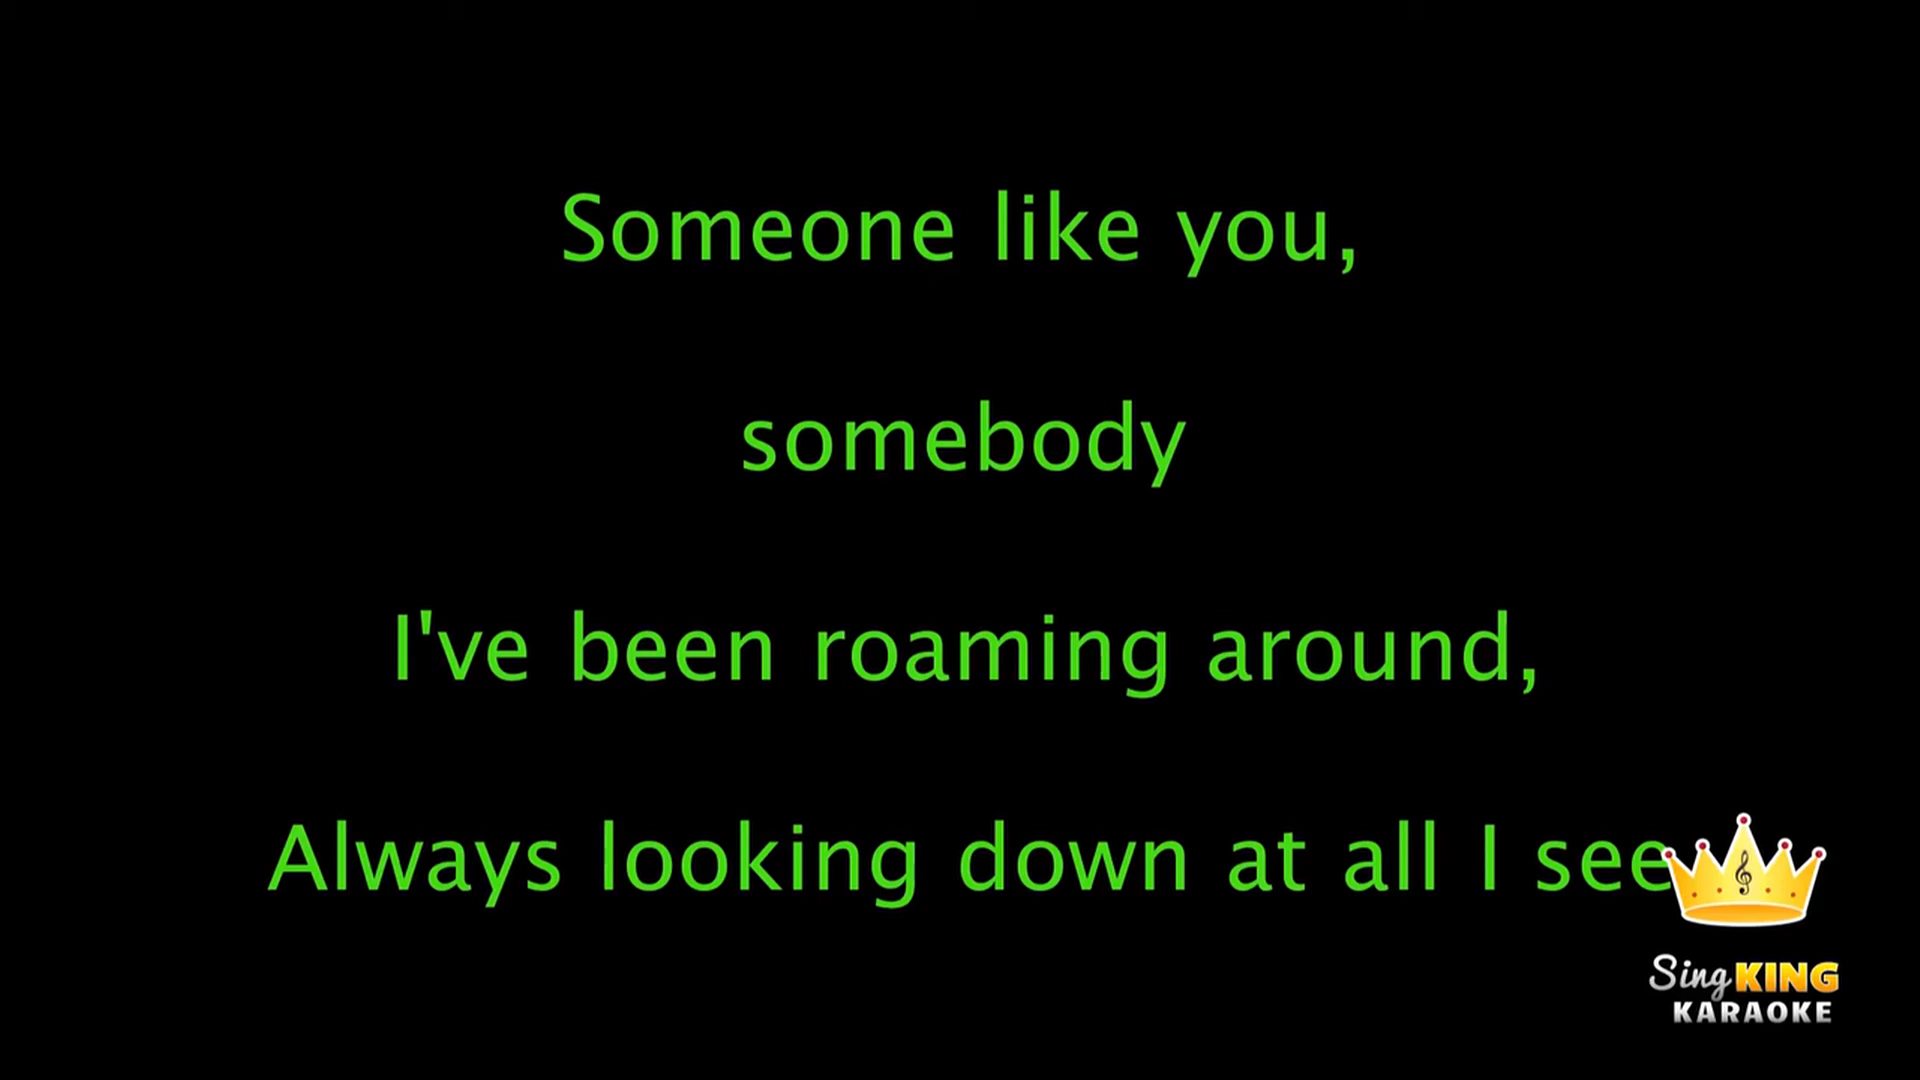 Someone like you,
somebody
I've been roaming around,
Always looking down at all I see
Sing KING
KARAOKE